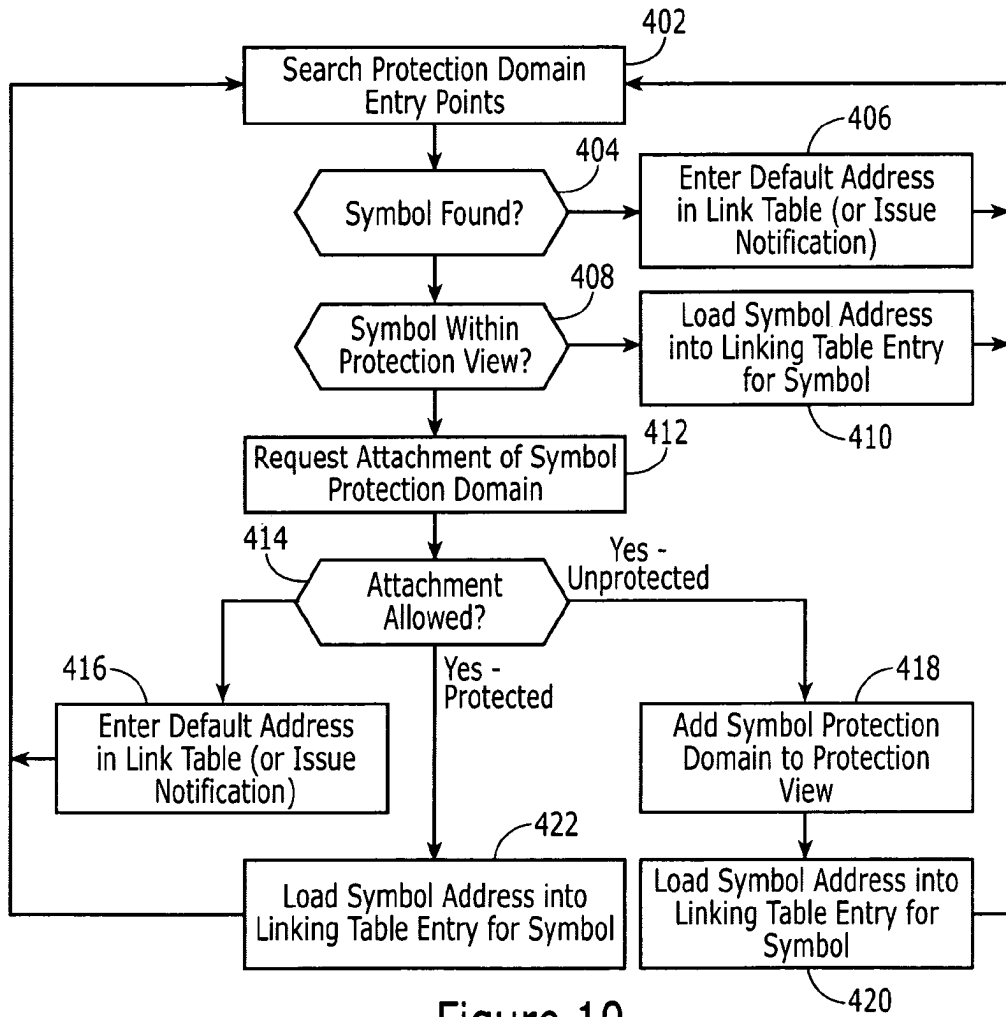 402
Search Protection Domain
Entry Points
404
Symbol Found?
406
Enter Default Address
in Link Table (or Issue
Notification)
408
Symbol Within
Protection View?
Load Symbol Address
into Linking Table Entry
for Symbol
410
412
Request Attachment of Symbol
Protection Domain
414
Attachment
Allowed?
Yes -
Unprotected
Yes -
Protected
416
Enter Default Address
in Link Table (or Issue
Notification)
418
Add Symbol Protection
Domain to Protection
View
422
Load Symbol Address into
Linking Table Entry for Symbol
Load Symbol Address into
Linking Table Entry for
Symbol
420